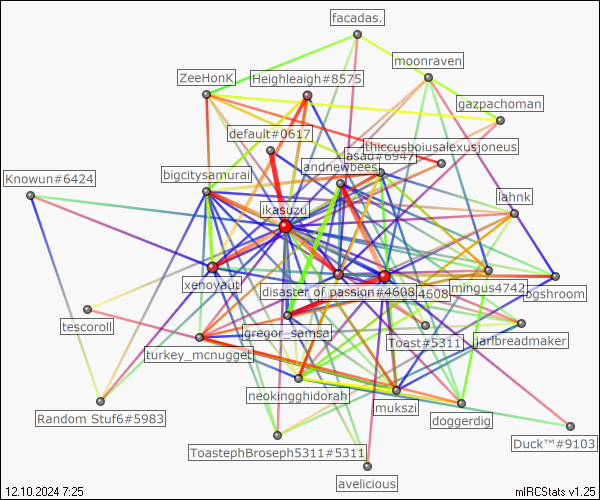 facadas.
moonraven
ZeeHonK
Heighleaigh#8575
gazpachoman
default#0617
thiccusboiusalexusjoneus
asad#6947
andnewbees
Knowun#6424
bigcitysamurai
lahnk
ikasuzu
xenoyaut
disaster of passion#4608
4608
mingus4742
ogshroom
tescoroll
gregor_samsa
Toast#5311
jarlbreadmaker
turkey_mcnugget
neokingghidorah
mukszi
doggerdig
Random Stuf6#5983
Duck™#9103
ToastephBroseph5311#5311
avelicious
12.10.2024 7:25
mIRCStats v1.25